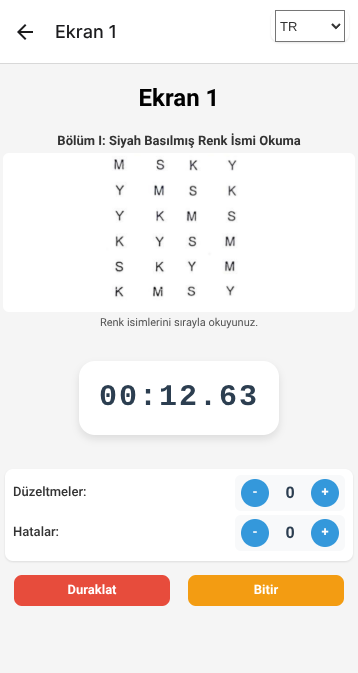 Ekran 1
TR
Ekran 1
Bölüm I: Siyah Basılmış Renk İsmi Okuma
M S K Y
Y M S K
Y K M S
K Y S M
S K Y M
K M S Y
Renk isimlerini sırayla okuyunuz.
00:12.63
Düzeltmeler: - 0 +
Hatalar: - 0 +
Duraklat Bitir